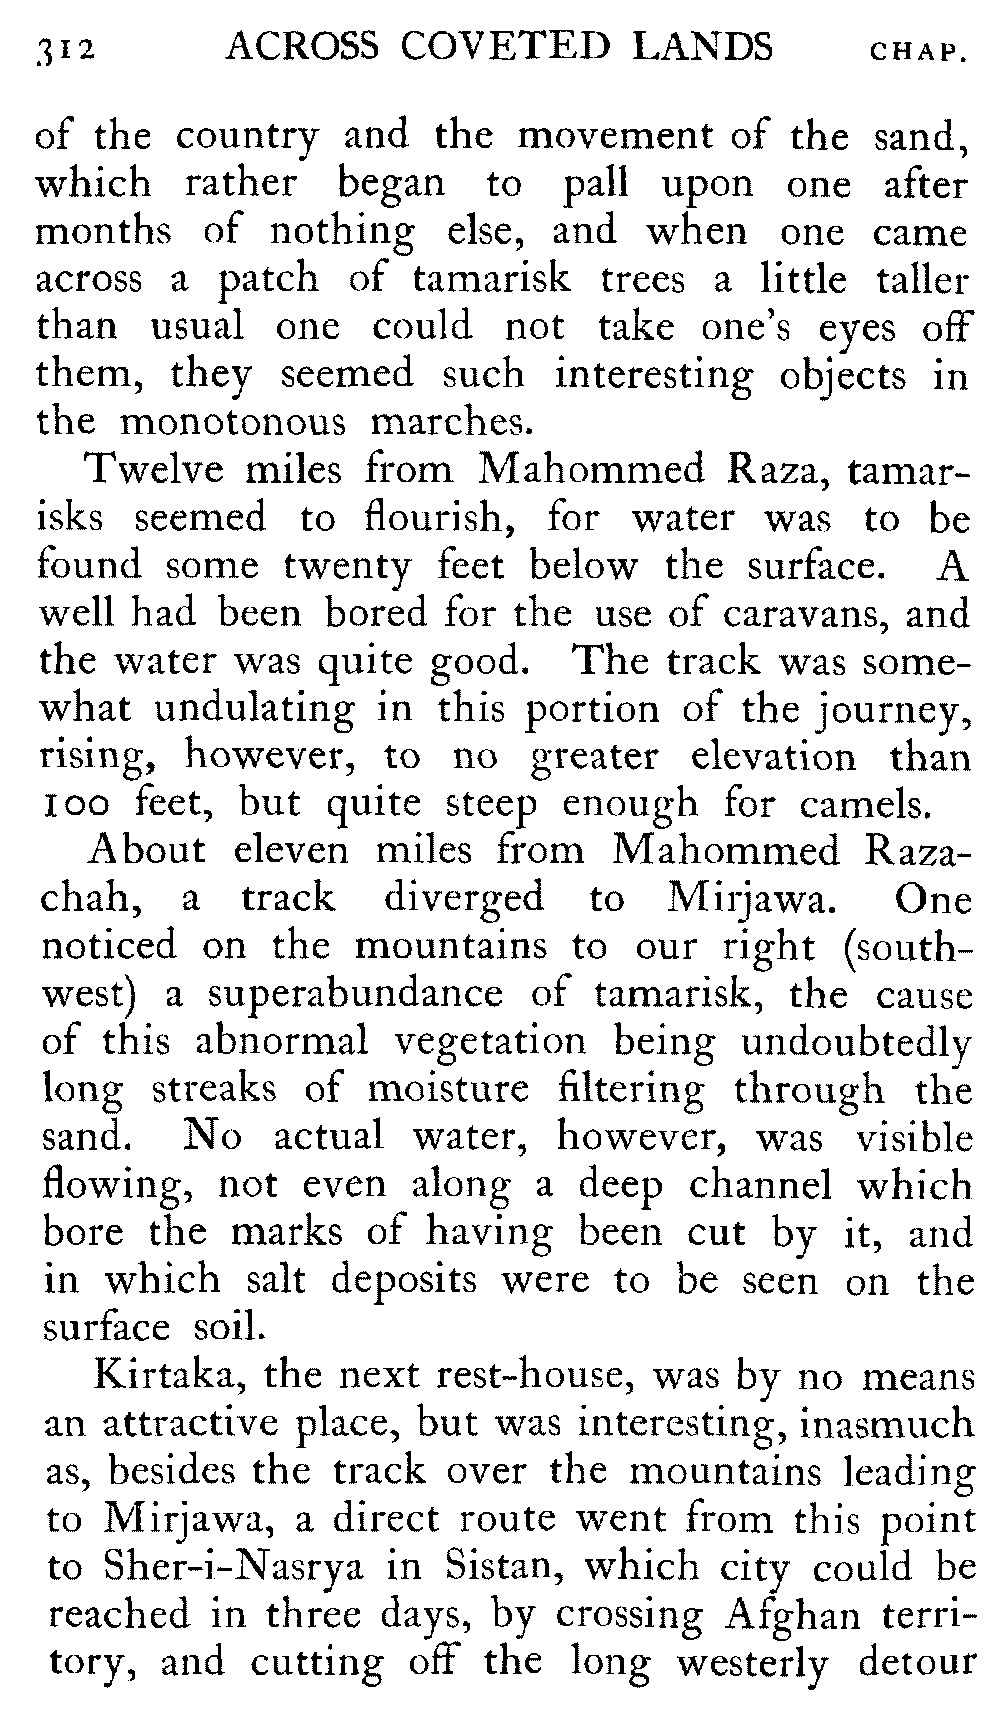 312 ACROSS COVETED LANDS CHAP.
of the country and the movement of the sand,
which rather began to pall upon one after
months of nothing else, and when one came
across a patch of tamarisk trees a little taller
than usual one could not take one's eyes off
them, they seemed such interesting objects in
the monotonous marches.
Twelve miles from Mahommed Raza, tamar-
isks seemed to flourish, for water was to be
found some twenty feet below the surface. A
well had been bored for the use of caravans, and
the water was quite good. The track was some-
what undulating in this portion of the journey,
rising, however, to no greater elevation than
100 feet, but quite steep enough for camels.
About eleven miles from Mahommed Raza-
chah, a track diverged to Mirjawa. One
noticed on the mountains to our right (south-
west) a superabundance of tamarisk, the cause
of this abnormal vegetation being undoubtedly
long streaks of moisture filtering through the
sand. No actual water, however, was visible
flowing, not even along a deep channel which
bore the marks of having been cut by it, and
in which salt deposits were to be seen on the
surface soil.
Kirtaka, the next rest-house, was by no means
an attractive place, but was interesting, inasmuch
as, besides the track over the mountains leading
to Mirjawa, a direct route went from this point
to Sher-i-Nasrya in Sistan, which city could be
reached in three days, by crossing Afghan terri-
tory, and cutting off the long westerly detour